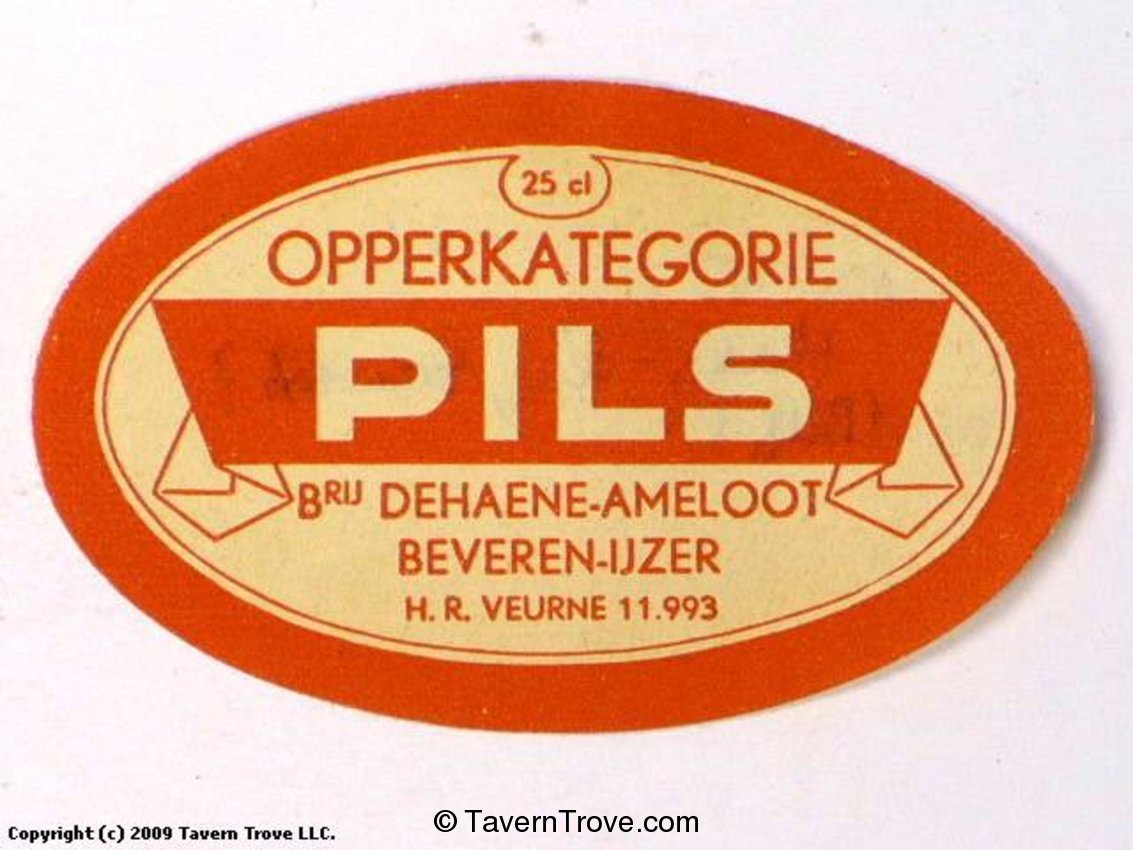 25 cl
OPPERKATEGORIE
PILS
BRIJ DEHAENE-AMELOOT
BEVEREN-IJZER
H. R. VEURNE 11.993
Copyright (c) 2009 Tavern Trove LLC.
© TavernTrove.com